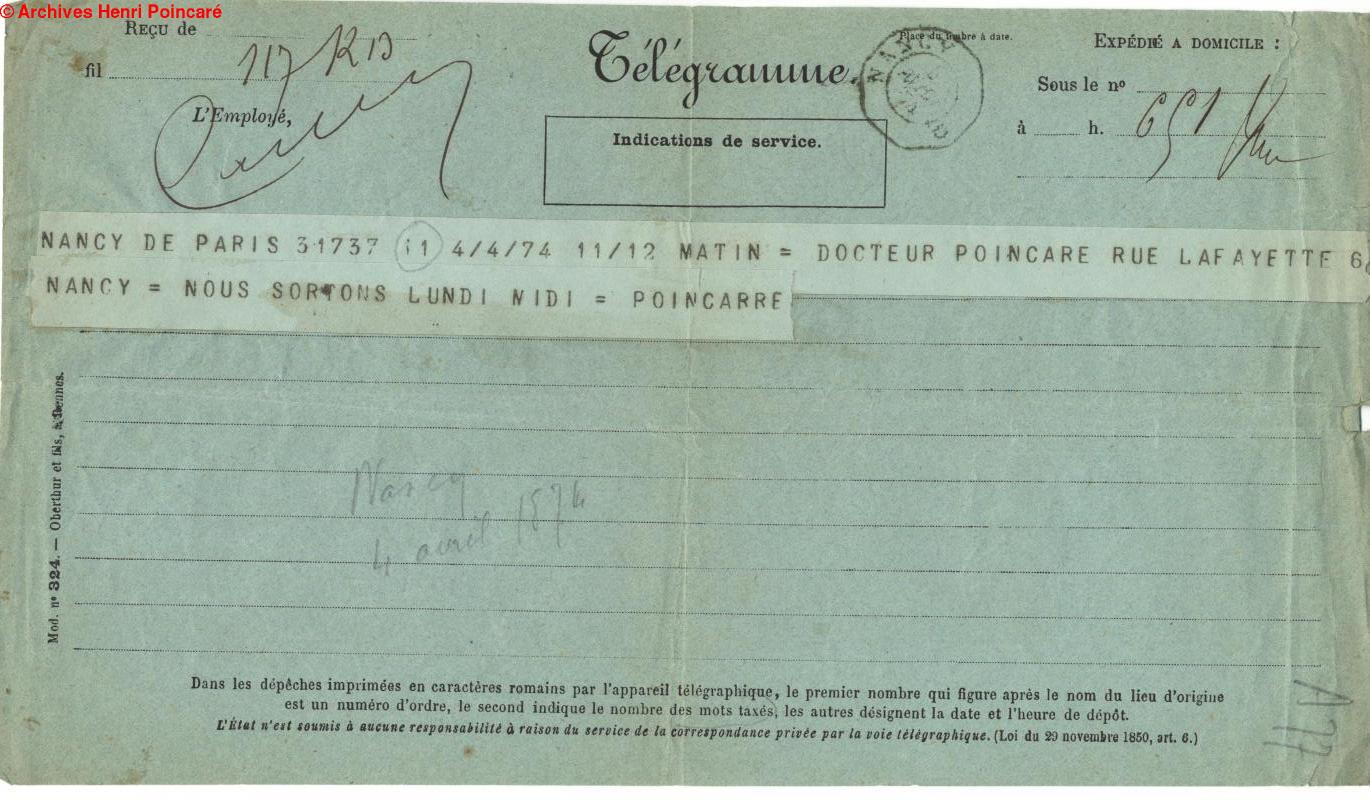 © Archives Henri Poincaré
Reçu de
fil 117
L'Employé,
Télégramme.
Indications de service.
Place du timbre à date.
NANCY
Expédié a domicile :
Sous le nº
à h. 651
NANCY DE PARIS 31737 11 4/4/74 11/12 MATIN = DOCTEUR POINCARE RUE LAFAYETTE 6
NANCY = NOUS SORTONS LUNDI MIDI = POINCARRE
Nancy
4 avril 1874
Mod. nº 324. — Oberthur et fils, à Rennes.
Dans les dépêches imprimées en caractères romains par l'appareil télégraphique, le premier nombre qui figure après le nom du lieu d'origine
est un numéro d'ordre, le second indique le nombre des mots taxés, les autres désignent la date et l'heure de dépôt.
L'État n'est soumis à aucune responsabilité à raison du service de la correspondance privée par la voie télégraphique. (Loi du 29 novembre 1850, art. 6.)
A77